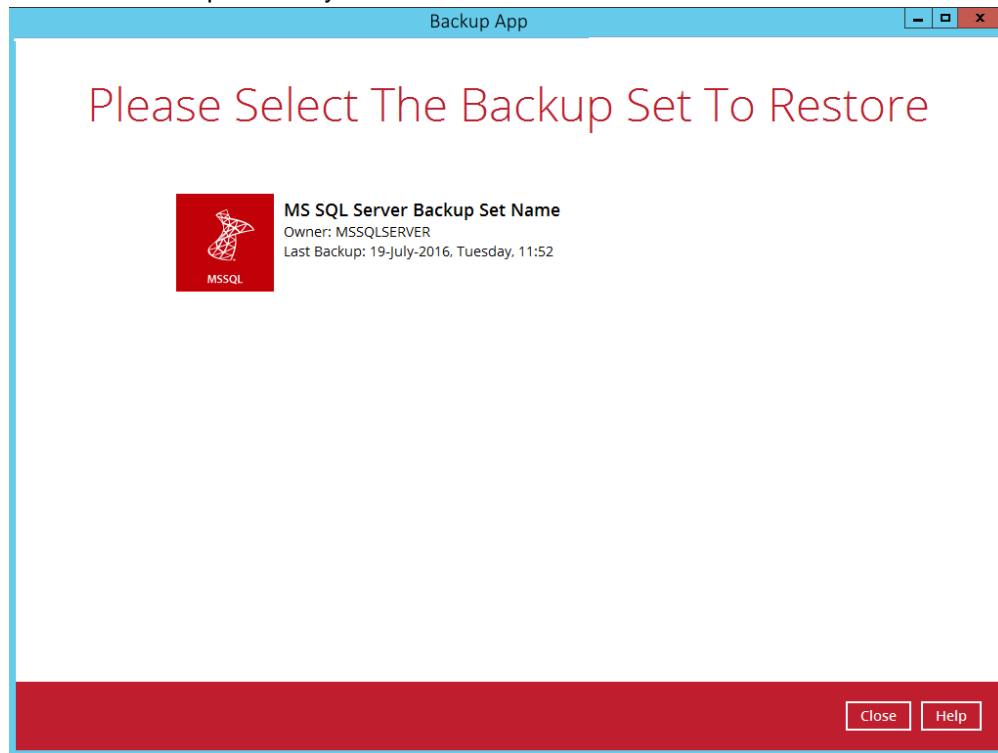 Backup App
Please Select The Backup Set To Restore
MS SQL Server Backup Set Name
Owner: MSSQLSERVER
Last Backup: 19-July-2016, Tuesday, 11:52
MSSQL
Close Help